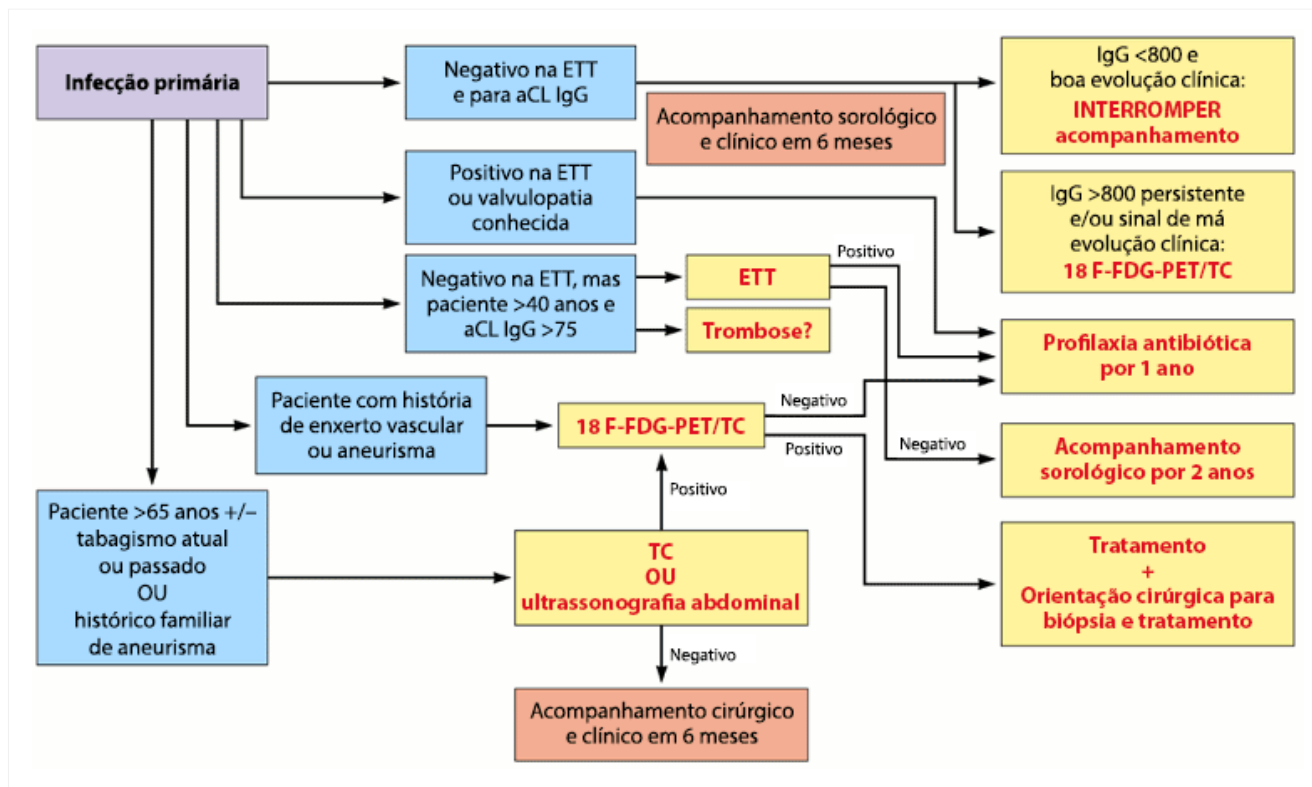 Infecção primária
Negativo na ETT
e para aCL IgG
Acompanhamento sorológico
e clínico em 6 meses
IgG <800 e
boa evolução clínica:
INTERROMPER
acompanhamento
Positivo na ETT
ou valvulopatia
conhecida
IgG >800 persistente
e/ou sinal de má
evolução clínica:
18 F-FDG-PET/TC
Negativo na ETT, mas
paciente >40 anos e
aCL IgG >75
ETT
Positivo
Trombose?
Profilaxia antibiótica
por 1 ano
Paciente com história
de enxerto vascular
ou aneurisma
18 F-FDG-PET/TC
Negativo
Positivo
Negativo
Acompanhamento
sorológico por 2 anos
Paciente >65 anos +/–
tabagismo atual
ou passado
OU
histórico familiar
de aneurisma
Positivo
TC
OU
ultrassonografia abdominal
Tratamento
+
Orientação cirúrgica para
biópsia e tratamento
Negativo
Acompanhamento cirúrgico
e clínico em 6 meses